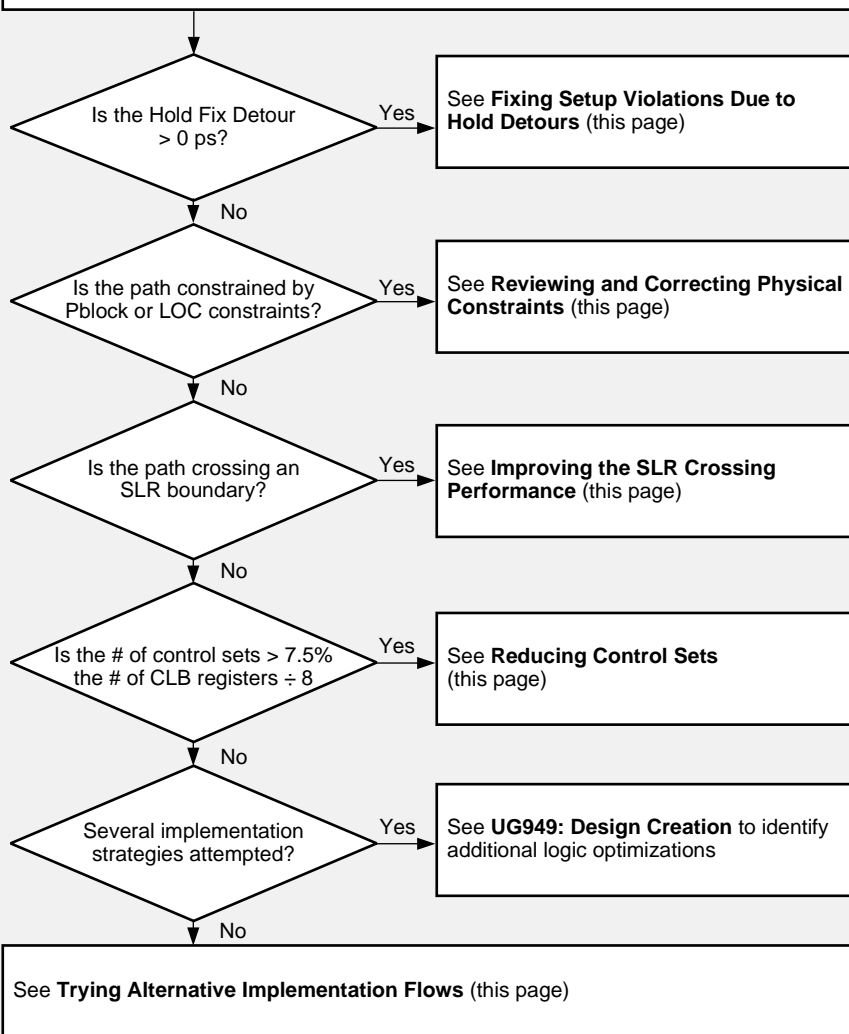 Is the Hold Fix Detour
> 0 ps?
Yes
See Fixing Setup Violations Due to
Hold Detours (this page)
No
Is the path constrained by
Pblock or LOC constraints?
Yes
See Reviewing and Correcting Physical
Constraints (this page)
No
Is the path crossing an
SLR boundary?
Yes
See Improving the SLR Crossing
Performance (this page)
No
Is the # of control sets > 7.5%
the # of CLB registers ÷ 8
Yes
See Reducing Control Sets
(this page)
No
Several implementation
strategies attempted?
Yes
See UG949: Design Creation to identify
additional logic optimizations
No
See Trying Alternative Implementation Flows (this page)